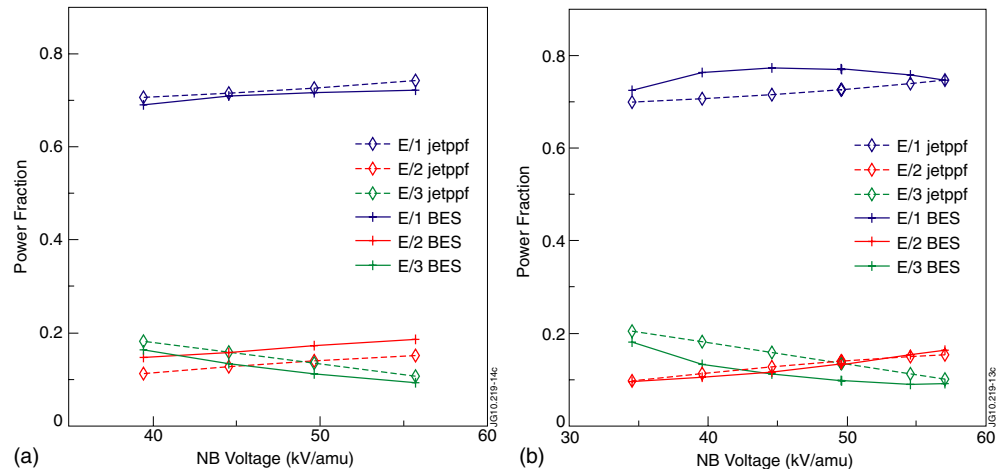 0.8
0.6
0.4
0.2
0
Power Fraction
E/1 jetppf
E/2 jetppf
E/3 jetppf
E/1 BES
E/2 BES
E/3 BES
40
50
60
NB Voltage (kV/amu)
(a)
JG10.219-14c
0.8
0.6
0.4
0.2
0
Power Fraction
E/1 jetppf
E/2 jetppf
E/3 jetppf
E/1 BES
E/2 BES
E/3 BES
30
40
50
60
NB Voltage (kV/amu)
(b)
JG10.219-13c